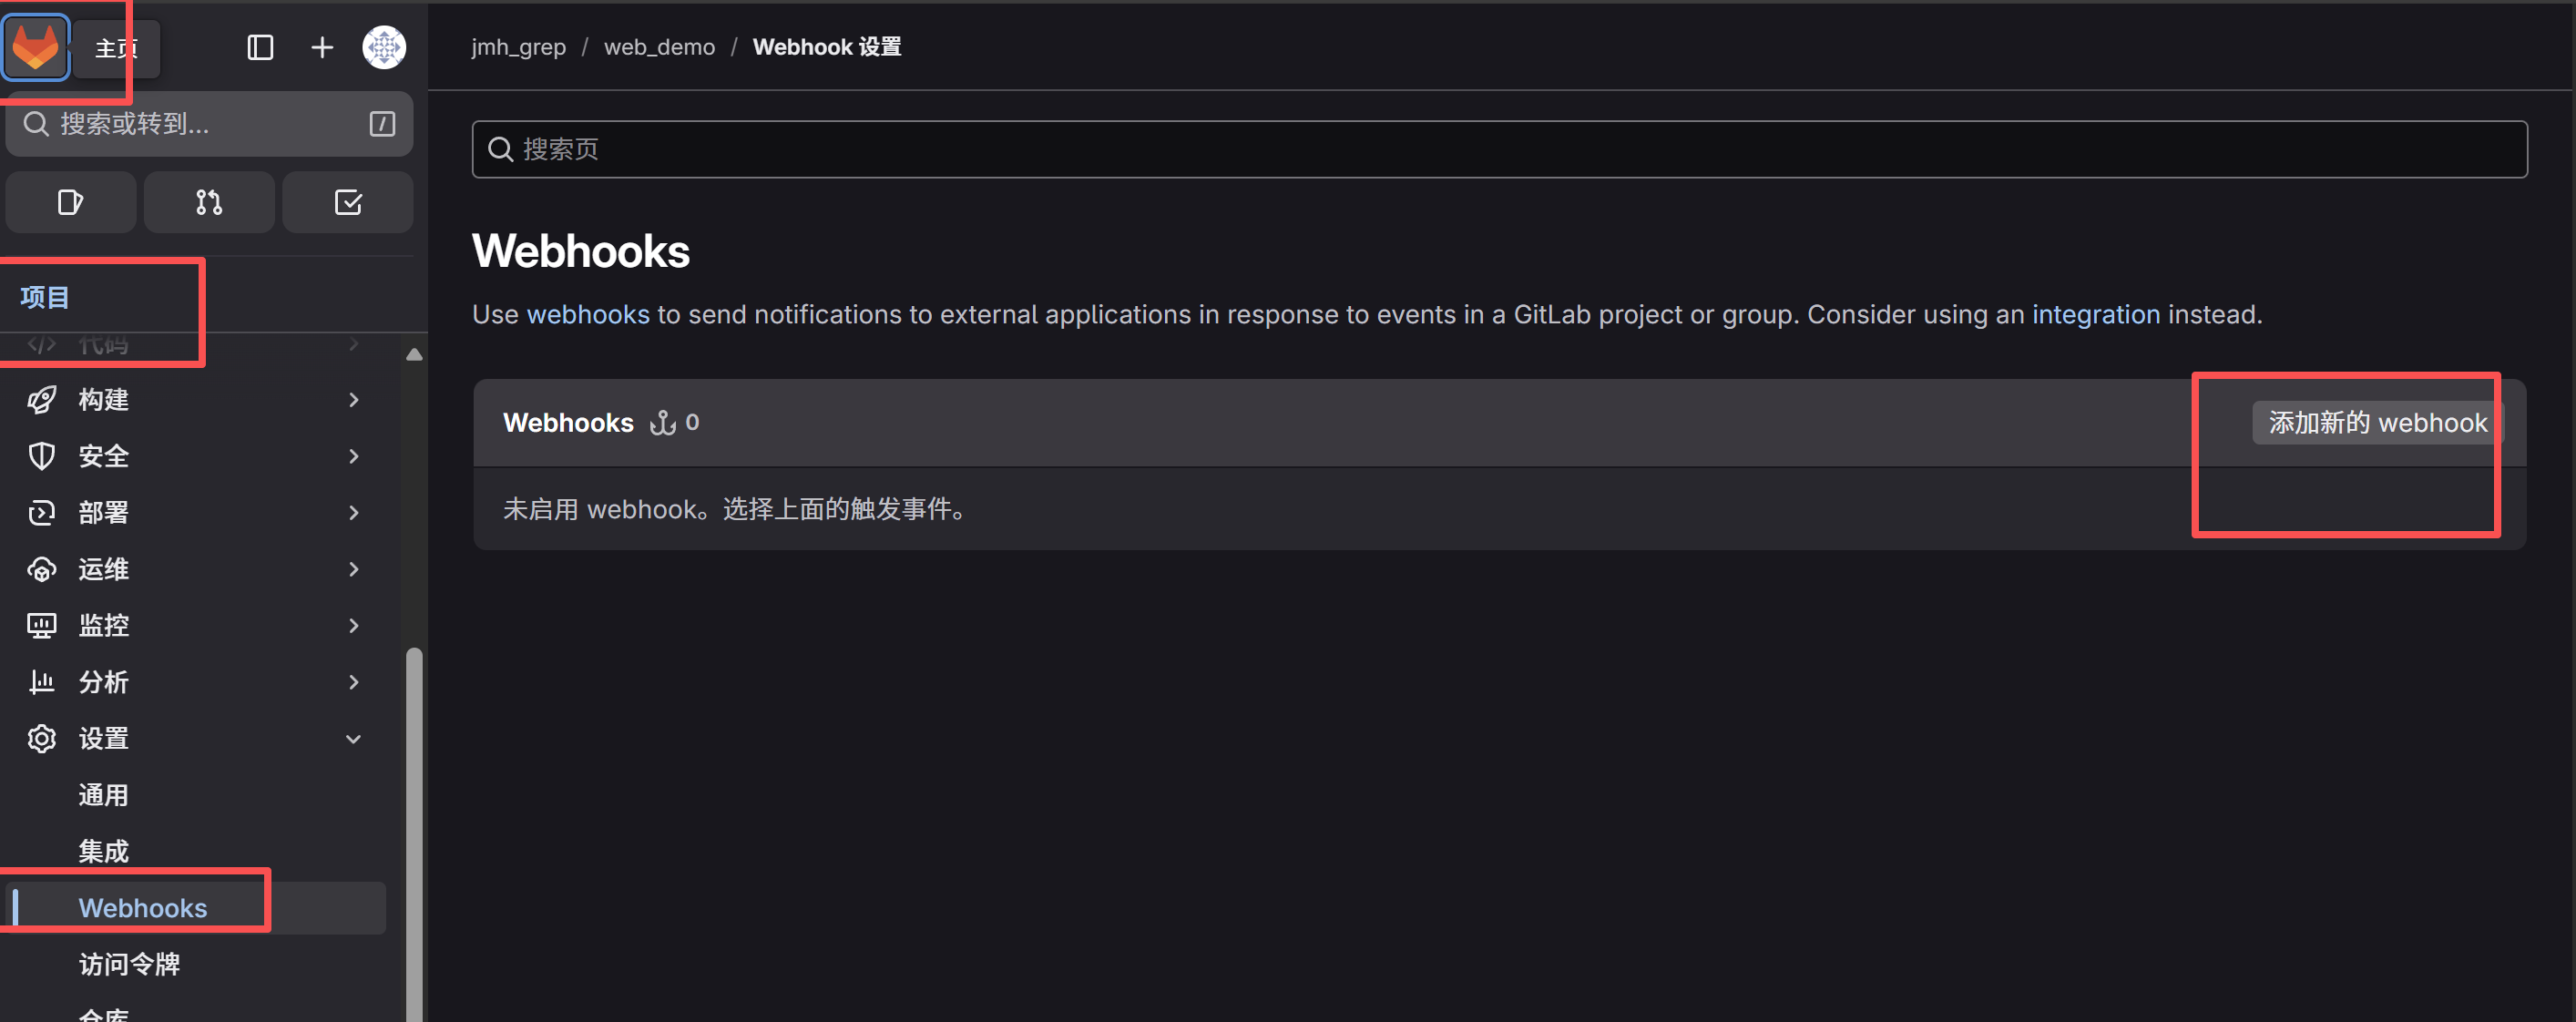 主页
搜索或转到...
/
项目
代码
构建
安全
部署
运维
监控
分析
设置
通用
集成
Webhooks
访问令牌
仓库
jmh_grep / web_demo / Webhook 设置
搜索页
Webhooks
Use webhooks to send notifications to external applications in response to events in a GitLab project or group. Consider using an integration instead.
Webhooks 0
添加新的 webhook
未启用 webhook。选择上面的触发事件。